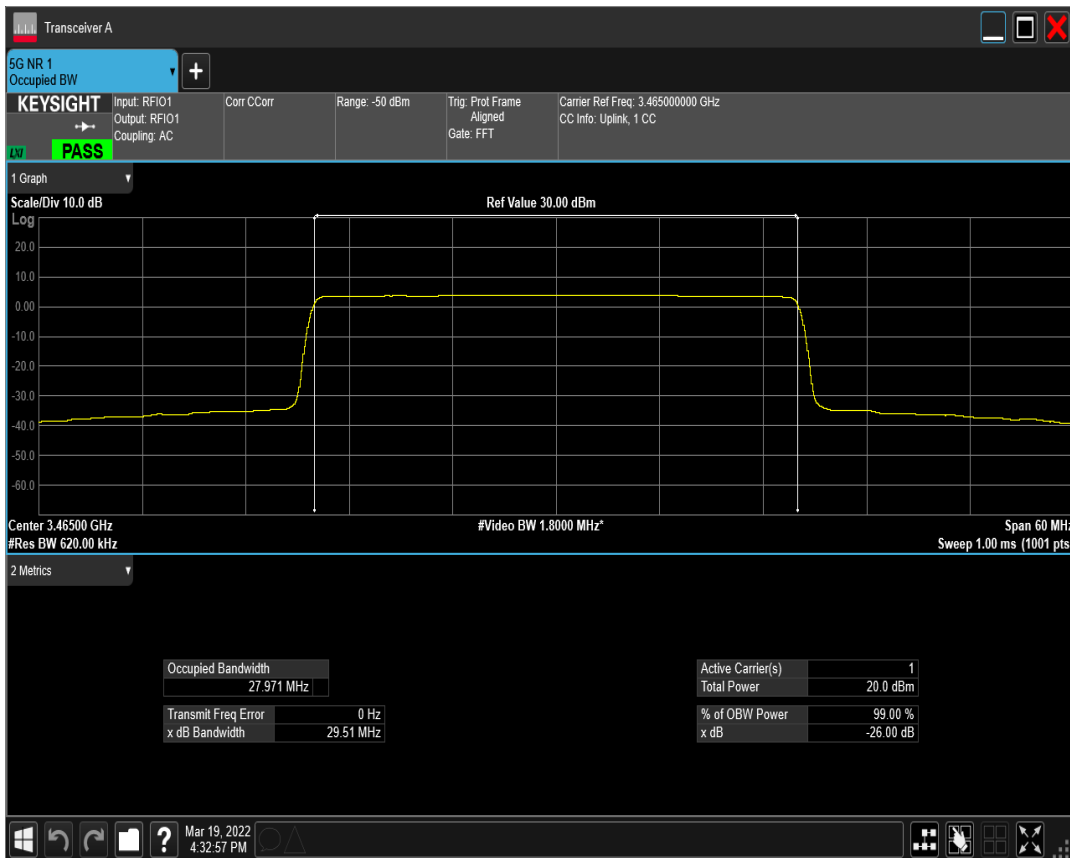 Transceiver A
5G NR 1
Occupied BW
KEYSIGHT
LXI
PASS
Input: RFIO1
Output: RFIO1
Coupling: AC
Corr CCorr
Range: -50 dBm
Trig: Prot Frame
Aligned
Gate: FFT
Carrier Ref Freq: 3.465000000 GHz
CC Info: Uplink, 1 CC
1 Graph
Scale/Div 10.0 dB
Ref Value 30.00 dBm
Log
20.0
10.0
0.00
-10.0
-20.0
-30.0
-40.0
-50.0
-60.0
Center 3.46500 GHz
#Video BW 1.8000 MHz*
Span 60 MHz
#Res BW 620.00 kHz
Sweep 1.00 ms (1001 pts
2 Metrics
Occupied Bandwidth
27.971 MHz
Transmit Freq Error 0 Hz
x dB Bandwidth 29.51 MHz
Active Carrier(s) 1
Total Power 20.0 dBm
% of OBW Power 99.00 %
x dB -26.00 dB
?
Mar 19, 2022
4:32:57 PM